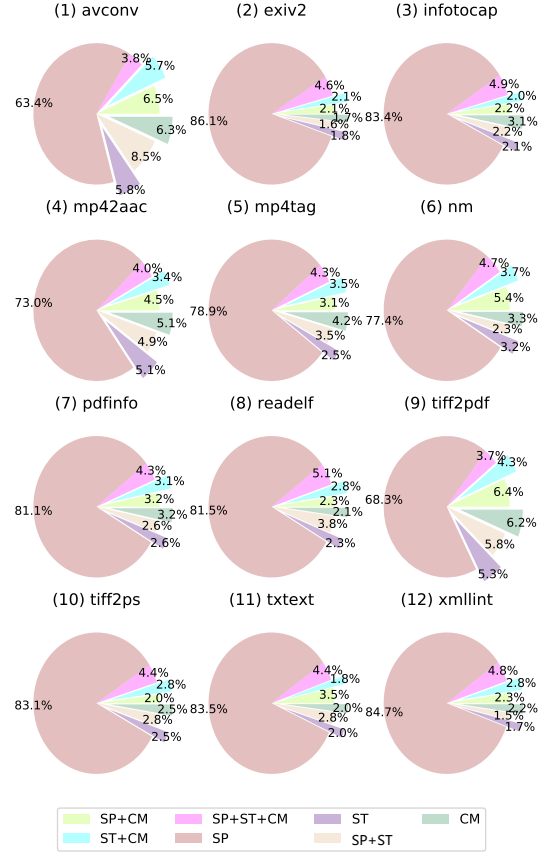 (1) avconv (2) exiv2 (3) infotocap
3.8% 5.7% 6.5% 6.3% 8.5% 5.8% 63.4%
4.6% 2.1% 2.1% 1.7% 1.6% 1.8% 86.1%
4.9% 2.0% 2.2% 3.1% 2.2% 2.1% 83.4%
(4) mp42aac (5) mp4tag (6) nm
4.0% 3.4% 4.5% 5.1% 4.9% 5.1% 73.0%
4.3% 3.5% 3.1% 4.2% 3.5% 2.5% 78.9%
4.7% 3.7% 5.4% 3.3% 2.3% 3.2% 77.4%
(7) pdfinfo (8) readelf (9) tiff2pdf
4.3% 3.1% 3.2% 3.2% 2.6% 2.6% 81.1%
5.1% 2.8% 2.3% 2.1% 3.8% 2.3% 81.5%
3.7% 4.3% 6.4% 6.2% 5.8% 5.3% 68.3%
(10) tiff2ps (11) txtext (12) xmllint
4.4% 2.8% 2.0% 2.5% 2.8% 2.5% 83.1%
4.4% 1.8% 3.5% 2.0% 2.8% 2.0% 83.5%
4.8% 2.8% 2.3% 2.2% 1.5% 1.7% 84.7%
SP+CM SP+ST+CM ST CM
ST+CM SP SP+ST